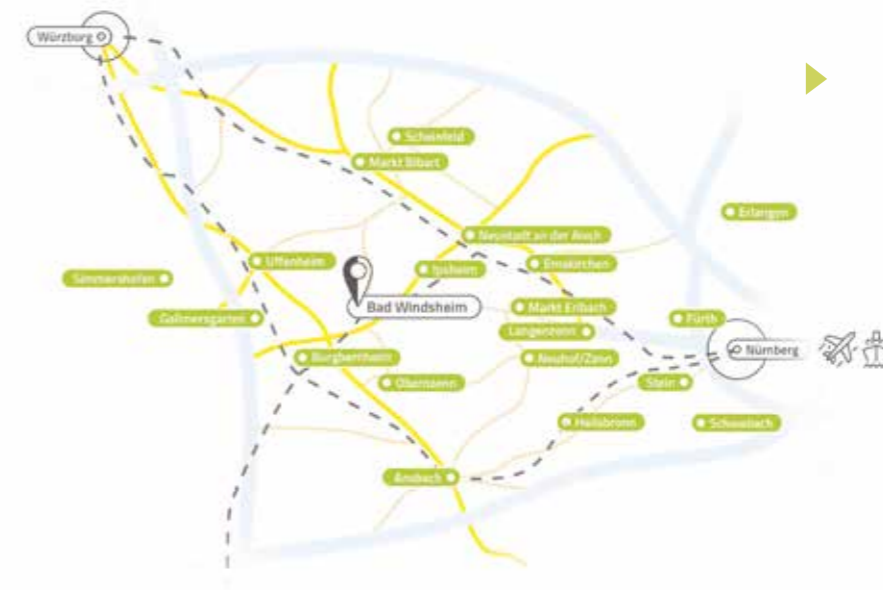 Würzburg
Scheinfeld
Markt Bibart
Erlangen
Neustadt an der Aisch
Uffenheim
Emskirchen
Ipsheim
Simmershofen
Bad Windsheim
Markt Erlbach
Gollmersgarten
Fürth
Langenzenn
Nürnberg
Burgbernheim
Neuhof/Zenn
Obernzenn
Stein
Heilsbronn
Schwabach
Ansbach